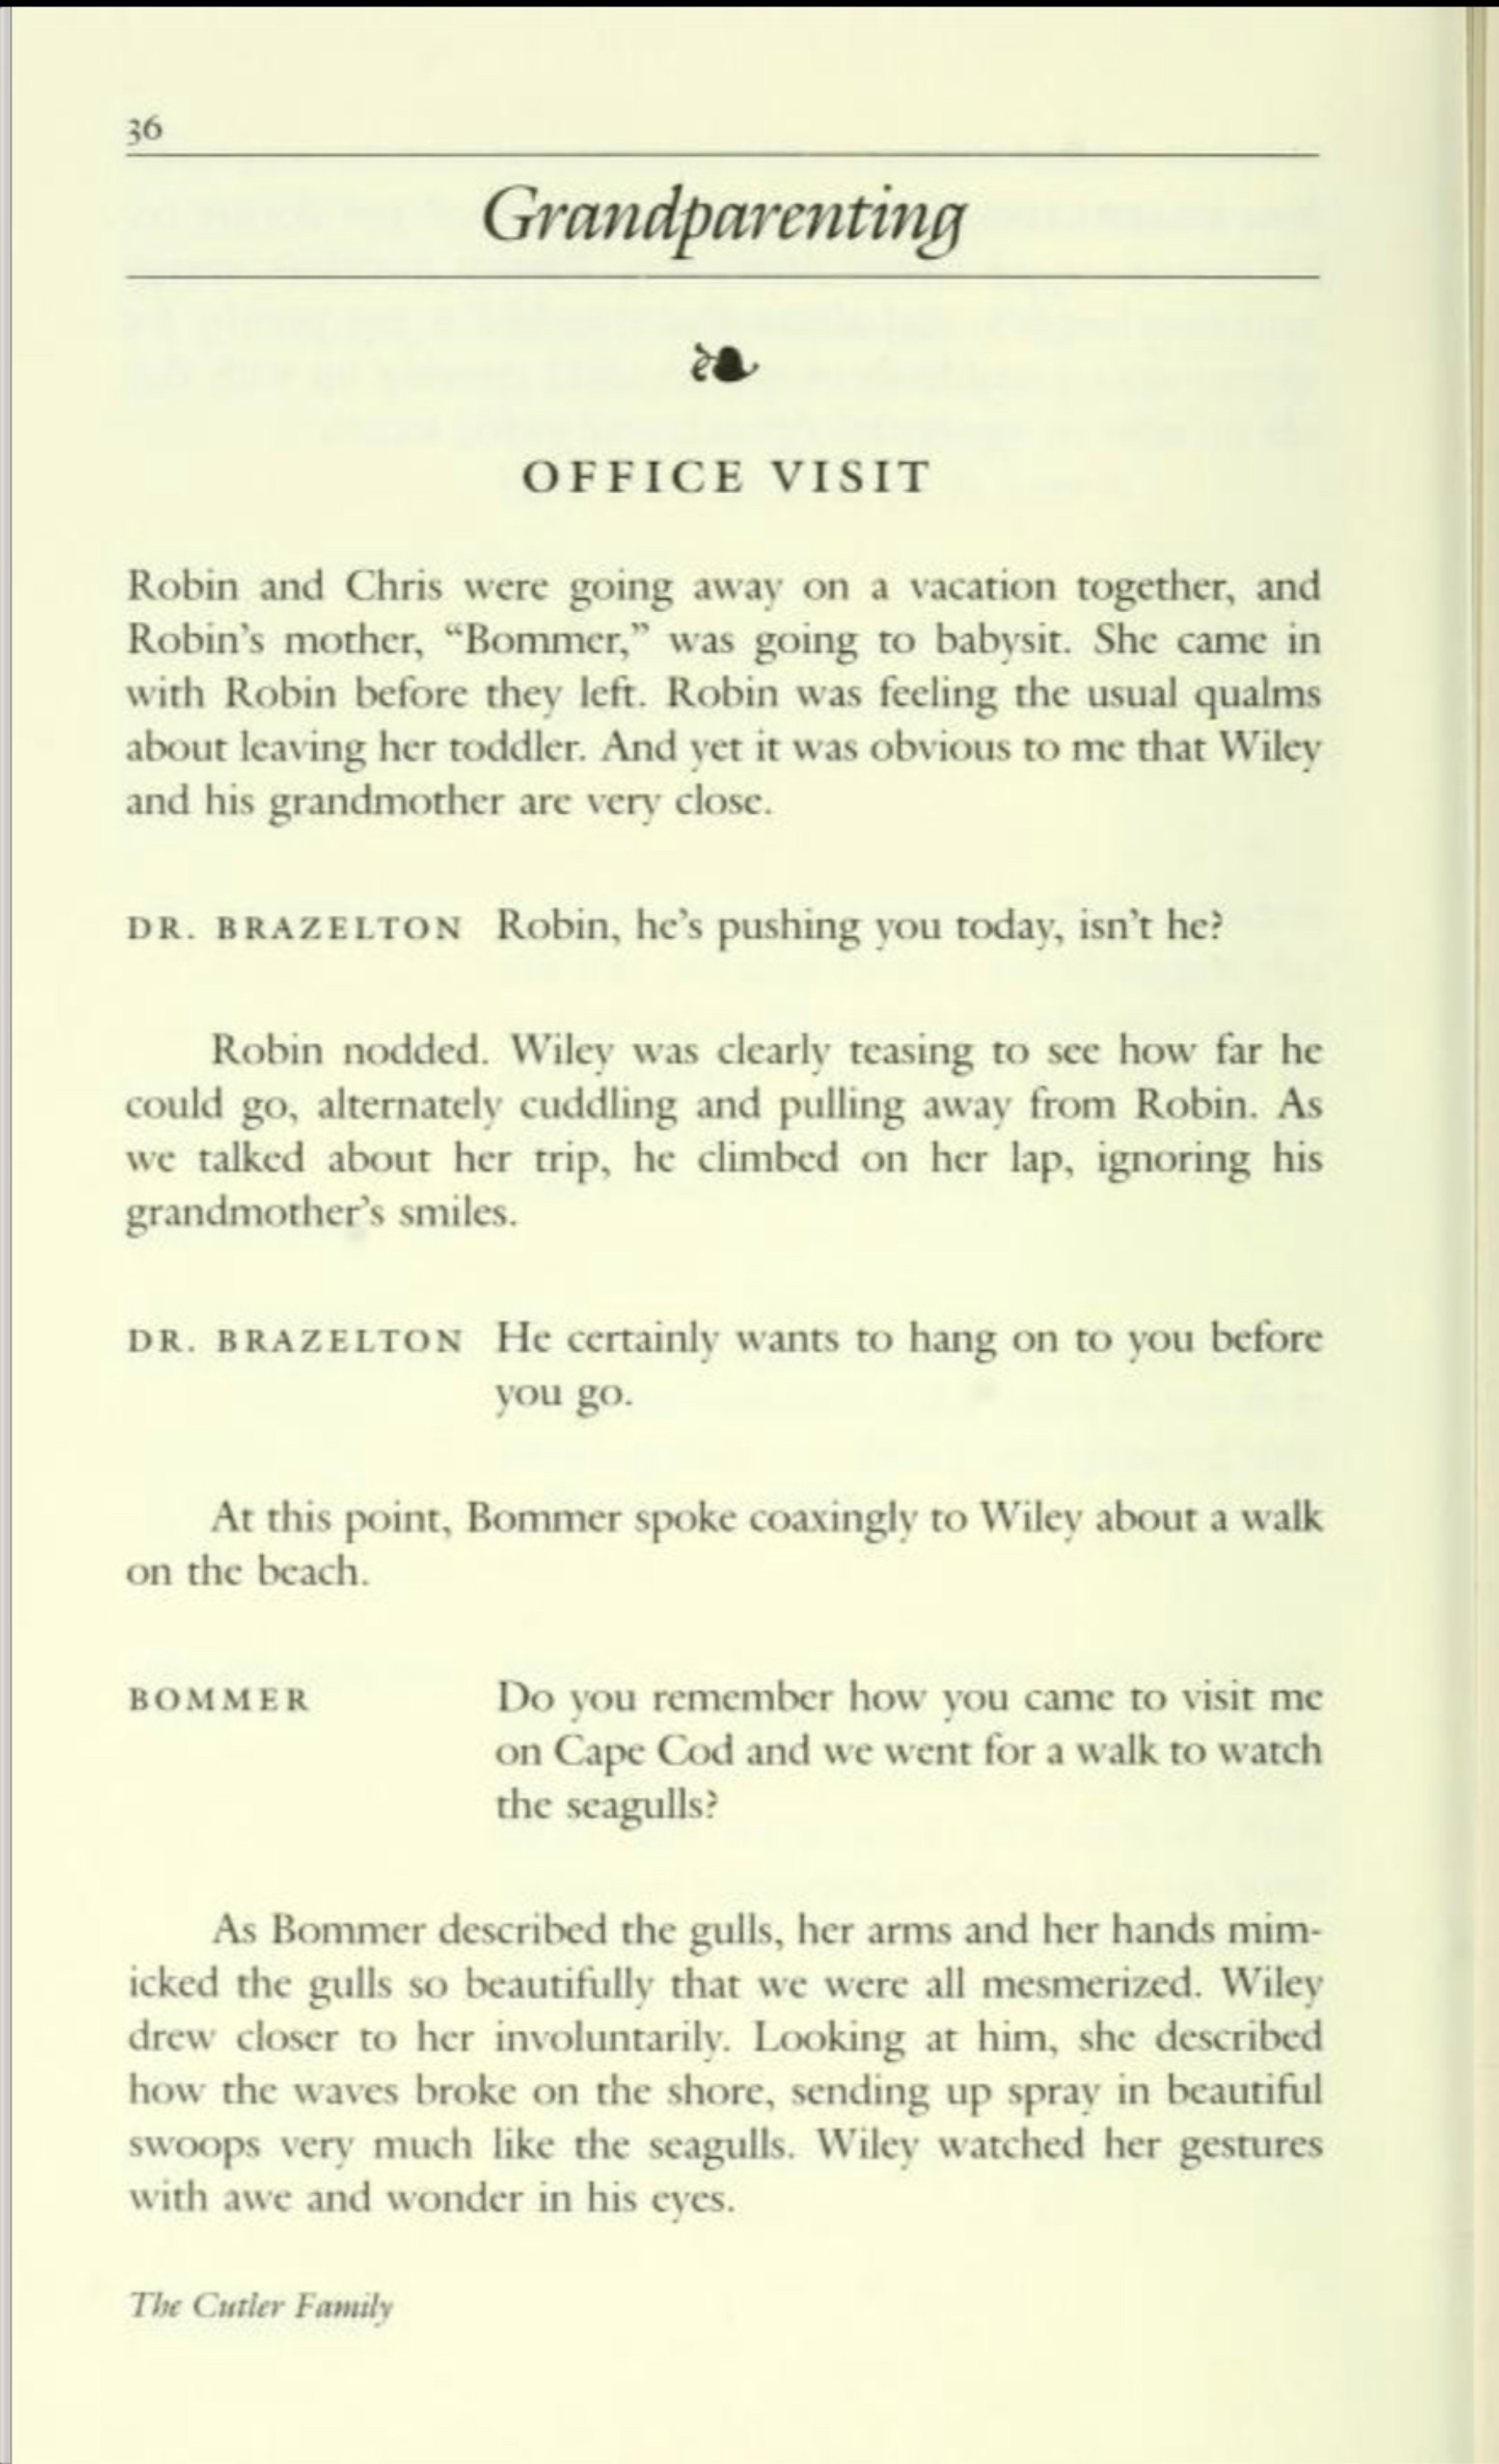 36
Grandparenting
OFFICE VISIT
Robin and Chris were going away on a vacation together, and
Robin's mother, “Bommer,” was going to babysit. She came in
with Robin before they left. Robin was feeling the usual qualms
about leaving her toddler. And yet it was obvious to me that Wiley
and his grandmother are very close.
DR. BRAZELTON Robin, he's pushing you today, isn't he?
Robin nodded. Wiley was clearly teasing to see how far he
could go, alternately cuddling and pulling away from Robin. As
we talked about her trip, he climbed on her lap, ignoring his
grandmother's smiles.
DR. BRAZELTON He certainly wants to hang on to you before
you go.
At this point, Bommer spoke coaxingly to Wiley about a walk
on the beach.
BOMMER Do you remember how you came to visit me
on Cape Cod and we went for a walk to watch
the seagulls?
As Bommer described the gulls, her arms and her hands mim-
icked the gulls so beautifully that we were all mesmerized. Wiley
drew closer to her involuntarily. Looking at him, she described
how the waves broke on the shore, sending up spray in beautiful
swoops very much like the seagulls. Wiley watched her gestures
with awe and wonder in his eyes.
The Cutler Family